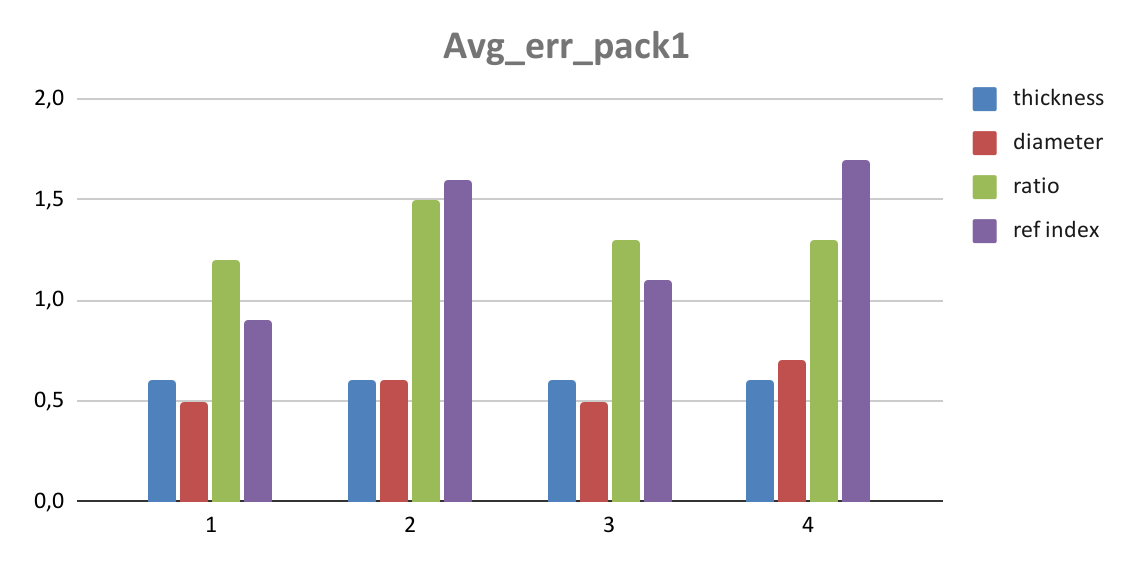 Avg_err_pack1
2,0
1,5
1,0
0,5
0,0
1
2
3
4
thickness
diameter
ratio
ref index